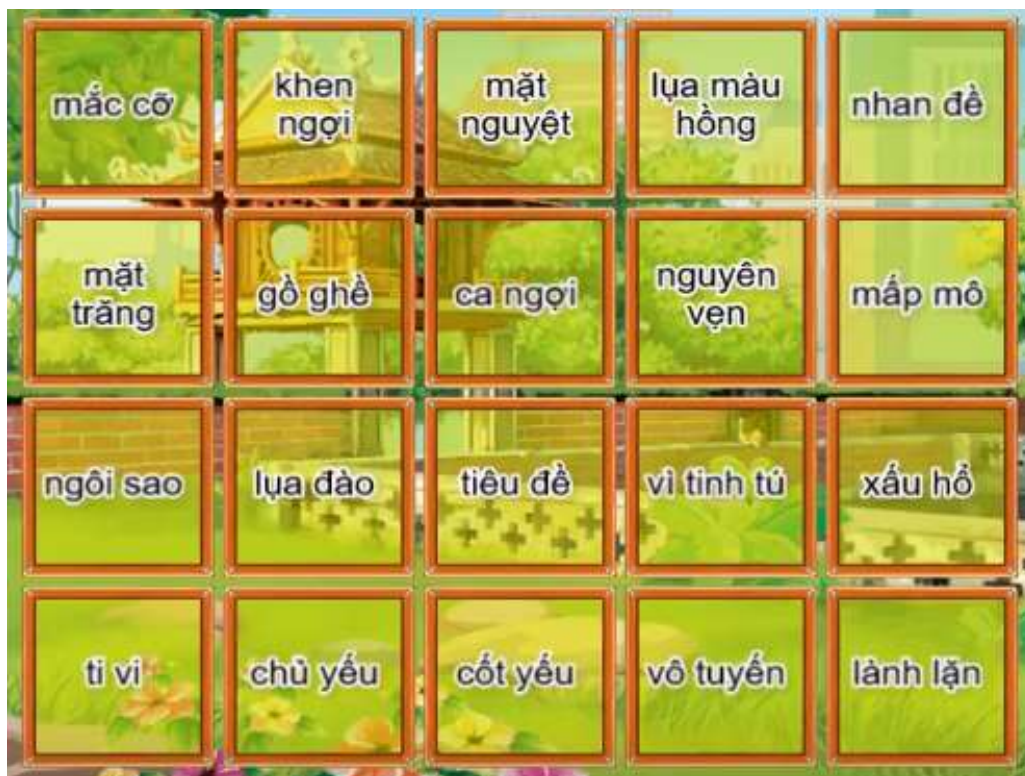 mắc cỡ
khen
ngợi
mặt
nguyệt
lụa màu
hồng
nhan đề
mặt
trăng
gồ ghề
ca ngợi
nguyên
vẹn
mấp mô
ngôi sao
lụa đào
tiêu đề
vì tinh tú
xấu hổ
ti vi
chủ yếu
cốt yếu
vô tuyến
lành lặn